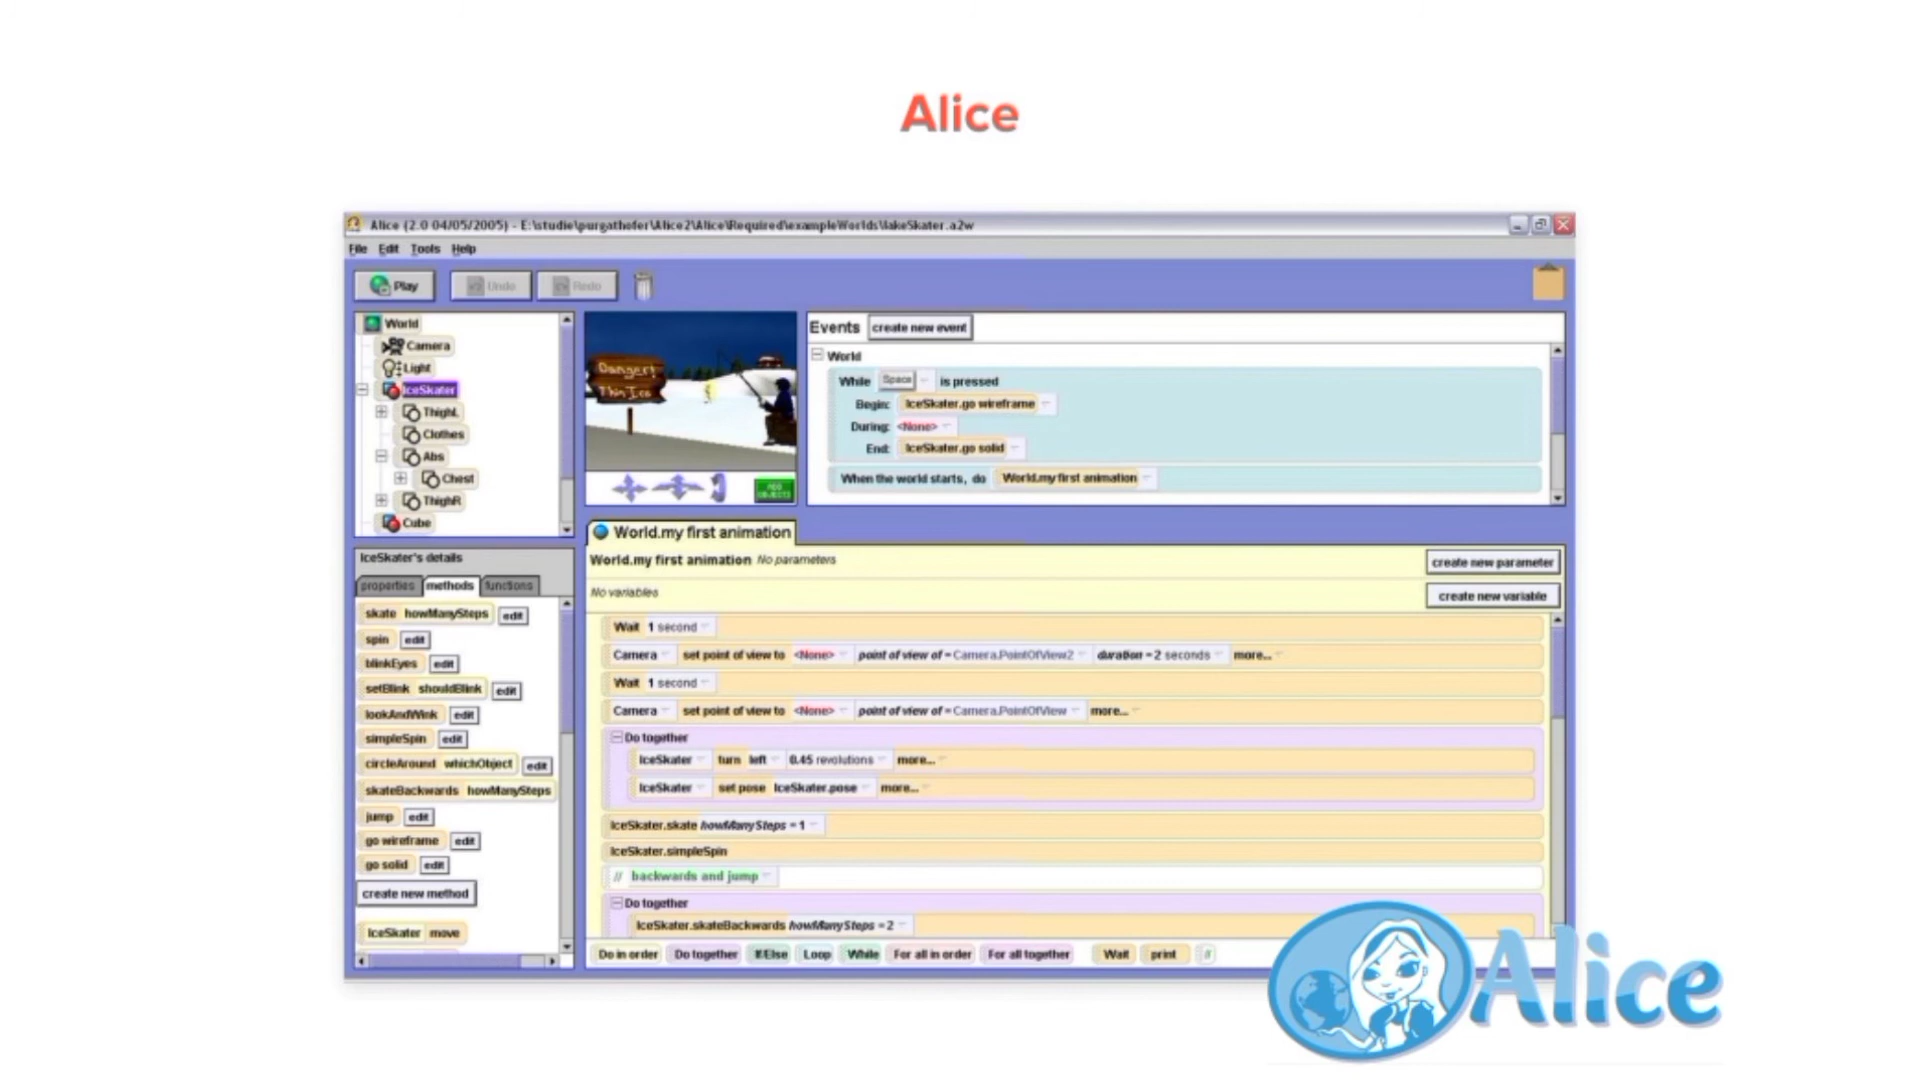 Alice
Alice (2.0 04/05/2005) - E:\studie\purgathofer\Alice2\Alice\Required\exampleWorlds\lakeSkater.a2w
File Edit Tools Help
Play Undo Redo
World
Camera
Light
IceSkater
ThighL
Clothes
Abs
Chest
ThighR
Cube
Danger!
Thin Ice
ADD
OBJECTS
Events create new event
World
While Space is pressed
Begin: IceSkater.go wireframe
During: <None>
End: IceSkater.go solid
When the world starts, do World.my first animation
IceSkater's details
properties methods functions
skate howManySteps edit
spin edit
blinkEyes edit
setBlink shouldBlink edit
lookAndWink edit
simpleSpin edit
circleAround whichObject edit
skateBackwards howManySteps
jump edit
go wireframe edit
go solid edit
create new method
IceSkater move
World.my first animation
World.my first animation No parameters create new parameter
No variables create new variable
Wait 1 second
Camera set point of view to <None> point of view of = Camera.PointOfView2 duration = 2 seconds more...
Wait 1 second
Camera set point of view to <None> point of view of = Camera.PointOfView more...
Do together
IceSkater turn left 0.45 revolutions more...
IceSkater set pose IceSkater.pose more...
IceSkater.skate howManySteps = 1
IceSkater.simpleSpin
// backwards and jump
Do together
IceSkater.skateBackwards howManySteps = 2
Do in order Do together If/Else Loop While For all in order For all together Wait print //
Alice